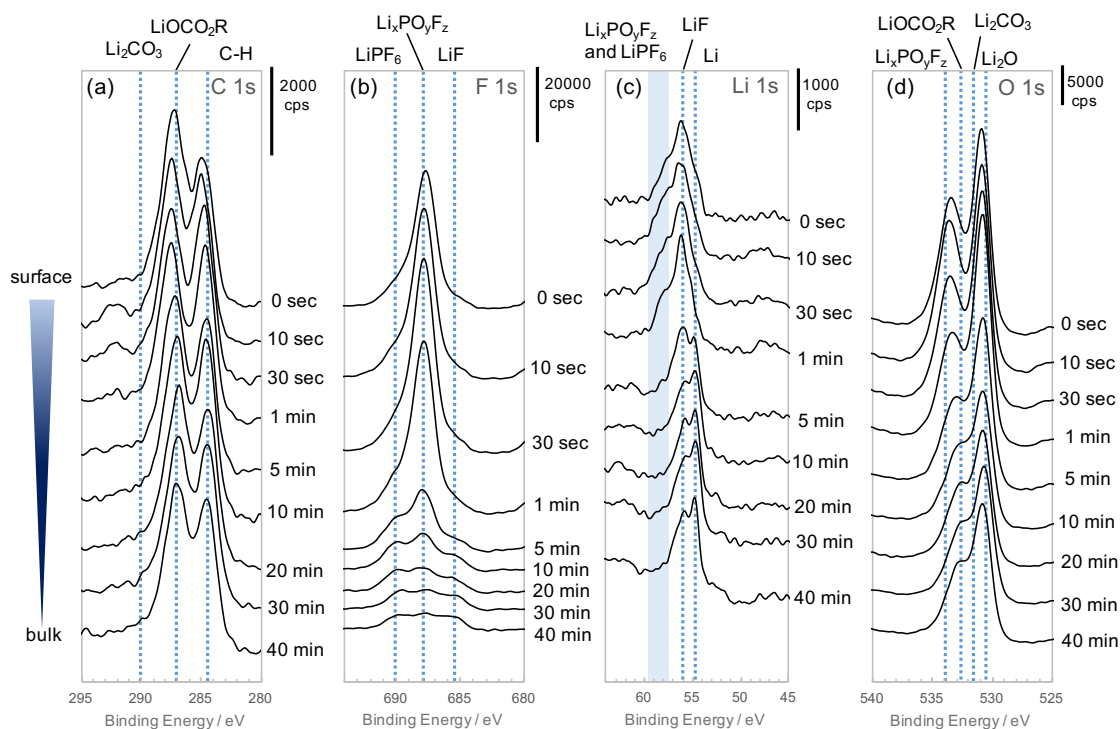 LiOCO₂R
Li₂CO₃
C-H
(a)
C 1s
2000
cps
0 sec
10 sec
30 sec
1 min
5 min
10 min
20 min
30 min
40 min
295
290
285
280
Binding Energy / eV
LiₓPOᵧF_z
LiPF₆
LiF
(b)
F 1s
20000
cps
0 sec
10 sec
30 sec
1 min
5 min
10 min
20 min
30 min
40 min
690
685
680
Binding Energy / eV
LiₓPOᵧF_z
and LiPF₆
LiF
Li
(c)
Li 1s
1000
cps
0 sec
10 sec
30 sec
1 min
5 min
10 min
20 min
30 min
40 min
60
55
50
45
Binding Energy / eV
LiOCO₂R
Li₂CO₃
LiₓPOᵧF_z
Li₂O
(d)
O 1s
5000
cps
0 sec
10 sec
30 sec
1 min
5 min
10 min
20 min
30 min
40 min
540
535
530
525
Binding Energy / eV
surface
bulk